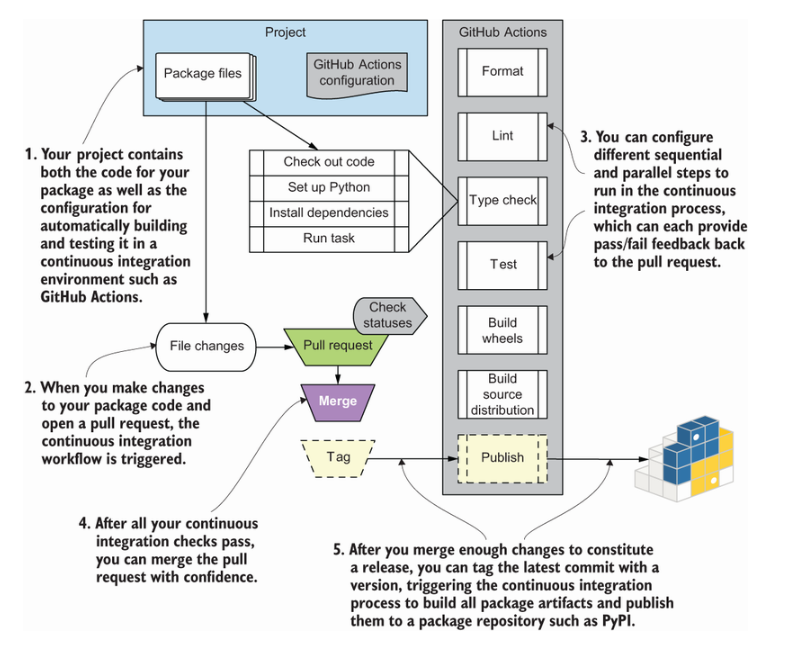 Project
GitHub Actions
Package files
GitHub Actions
configuration
Format
Lint
1. Your project contains
both the code for your
package as well as the
configuration for
automatically building
and testing it in a
continuous integration
environment such as
GitHub Actions.
Check out code
Set up Python
Install dependencies
Run task
Type check
Test
3. You can configure
different sequential
and parallel steps to
run in the continuous
integration process,
which can each provide
pass/fail feedback back
to the pull request.
Check
statuses
File changes
Pull request
Build
wheels
2. When you make changes
to your package code and
open a pull request, the
continuous integration
workflow is triggered.
Merge
Build
source
distribution
Tag
Publish
4. After all your continuous
integration checks pass,
you can merge the pull
request with confidence.
5. After you merge enough changes to constitute
a release, you can tag the latest commit with a
version, triggering the continuous integration
process to build all package artifacts and publish
them to a package repository such as PyPI.